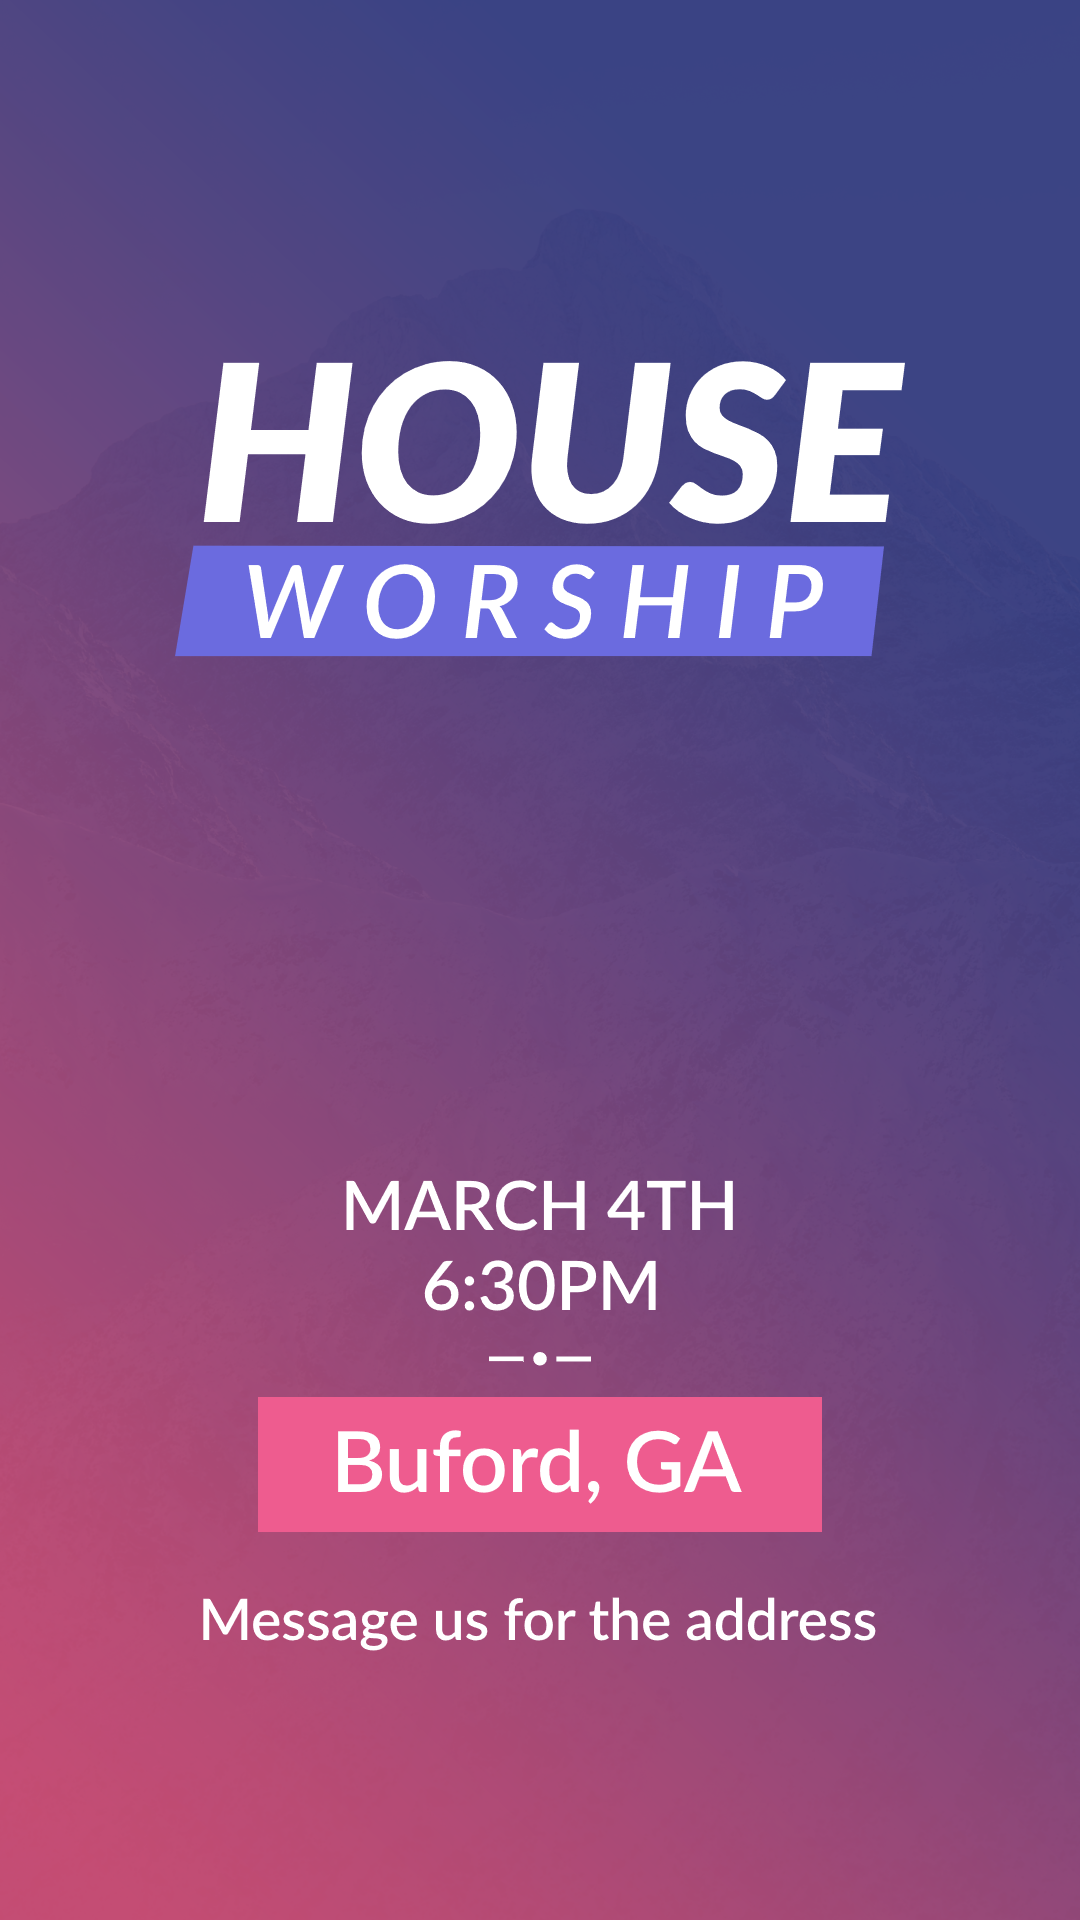 HOUSE
WORSHIP
MARCH 4TH
6:30PM
Buford, GA
Message us for the address